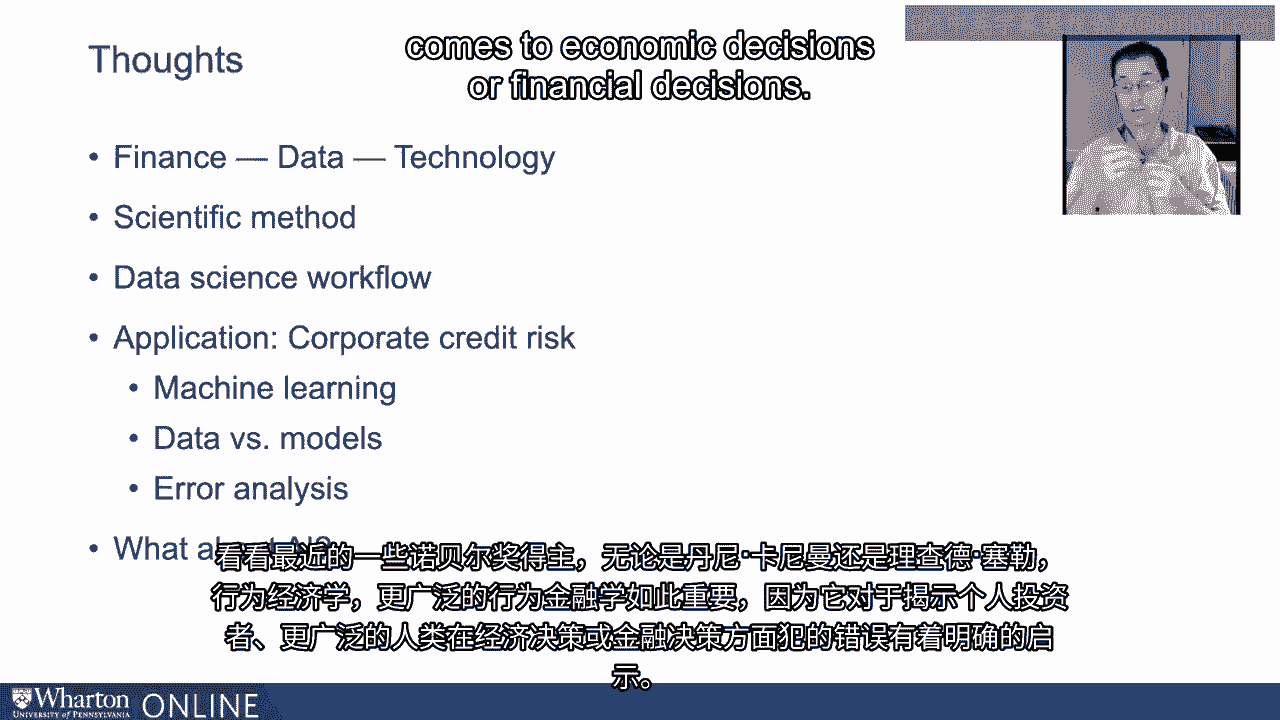 comes to economic decisions
or financial decisions.
Thoughts
• Finance — Data — Technology
• Scientific method
• Data science workflow
• Application: Corporate credit risk
• Machine learning
• Data vs. models
• Error analysis
• What about AI?
看看最近的一些诺贝尔奖得主，无论是丹尼·卡尼曼还是理查德·塞勒，
行为经济学，更广泛的行为金融学如此重要，因为它对于揭示个人投资
者、更广泛的人类在经济决策或金融决策方面犯的错误有着明确的启
示。
Wharton ONLINE
UNIVERSITY of PENNSYLVANIA